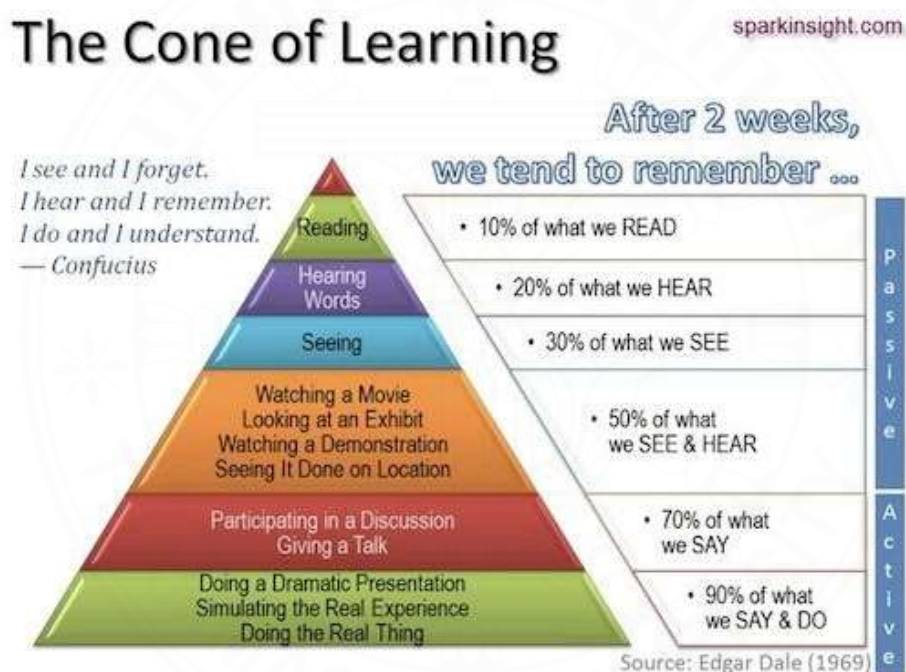 The Cone of Learning
sparkinsight.com
After 2 weeks,
we tend to remember ...
I see and I forget.
I hear and I remember.
I do and I understand.
— Confucius
Reading
Hearing
Words
Seeing
Watching a Movie
Looking at an Exhibit
Watching a Demonstration
Seeing It Done on Location
Participating in a Discussion
Giving a Talk
Doing a Dramatic Presentation
Simulating the Real Experience
Doing the Real Thing
• 10% of what we READ
• 20% of what we HEAR
• 30% of what we SEE
• 50% of what
we SEE & HEAR
• 70% of what
we SAY
• 90% of what
we SAY & DO
Passive
Active
Source: Edgar Dale (1969)